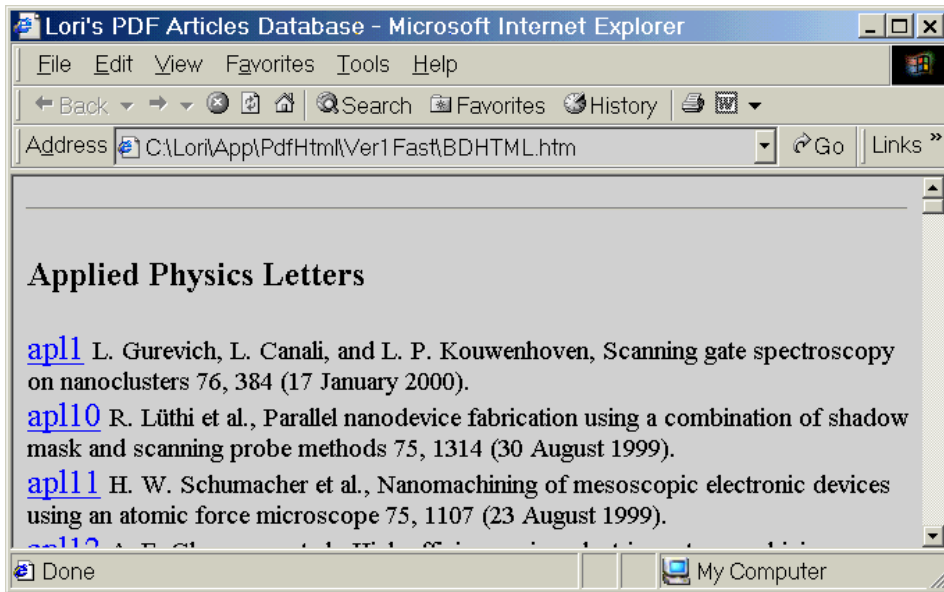 Lori's PDF Articles Database - Microsoft Internet Explorer
File Edit View Favorites Tools Help
Back Search Favorites History
Address C:\Lori\App\PdfHtml\Ver1Fast\BDHTML.htm Go Links »
Applied Physics Letters
apl1 L. Gurevich, L. Canali, and L. P. Kouwenhoven, Scanning gate spectroscopy
on nanoclusters 76, 384 (17 January 2000).
apl10 R. Lüthi et al., Parallel nanodevice fabrication using a combination of shadow
mask and scanning probe methods 75, 1314 (30 August 1999).
apl11 H. W. Schumacher et al., Nanomachining of mesoscopic electronic devices
using an atomic force microscope 75, 1107 (23 August 1999).
apl12
Done My Computer